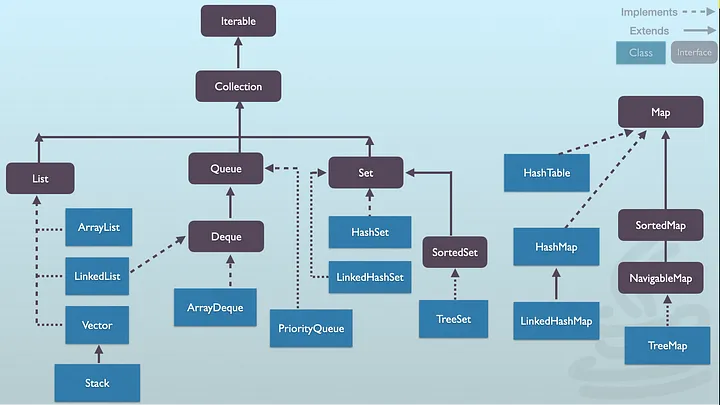 Implements
Extends
Class
Interface
Iterable
Collection
Map
List
Queue
Set
HashTable
ArrayList
Deque
HashSet
SortedMap
HashMap
SortedSet
LinkedList
LinkedHashSet
NavigableMap
ArrayDeque
Vector
PriorityQueue
TreeSet
LinkedHashMap
TreeMap
Stack